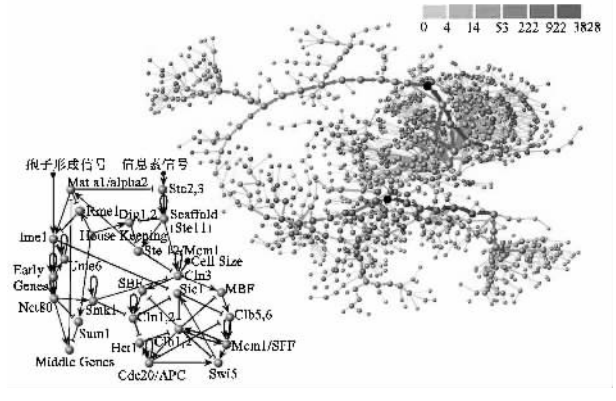 0 4 14 53 222 922 3828
孢子形成信号 信息素信号
Mat a1/alpha2 Ste2,3
Rme1 Dig1,2 Scaffold
(Ste11)
Ime1 House Keeping
Ste 12/Mcm1
Cell Size
Early Ume6 Cln3
Genes
SBF Sic1 MBF
Ndt80 Smk1
Cln1,2 Clb5,6
Sum1
Hct1 Clb1,2 Mcm1/SFF
Middle Genes
Cdc20/APC Swi5